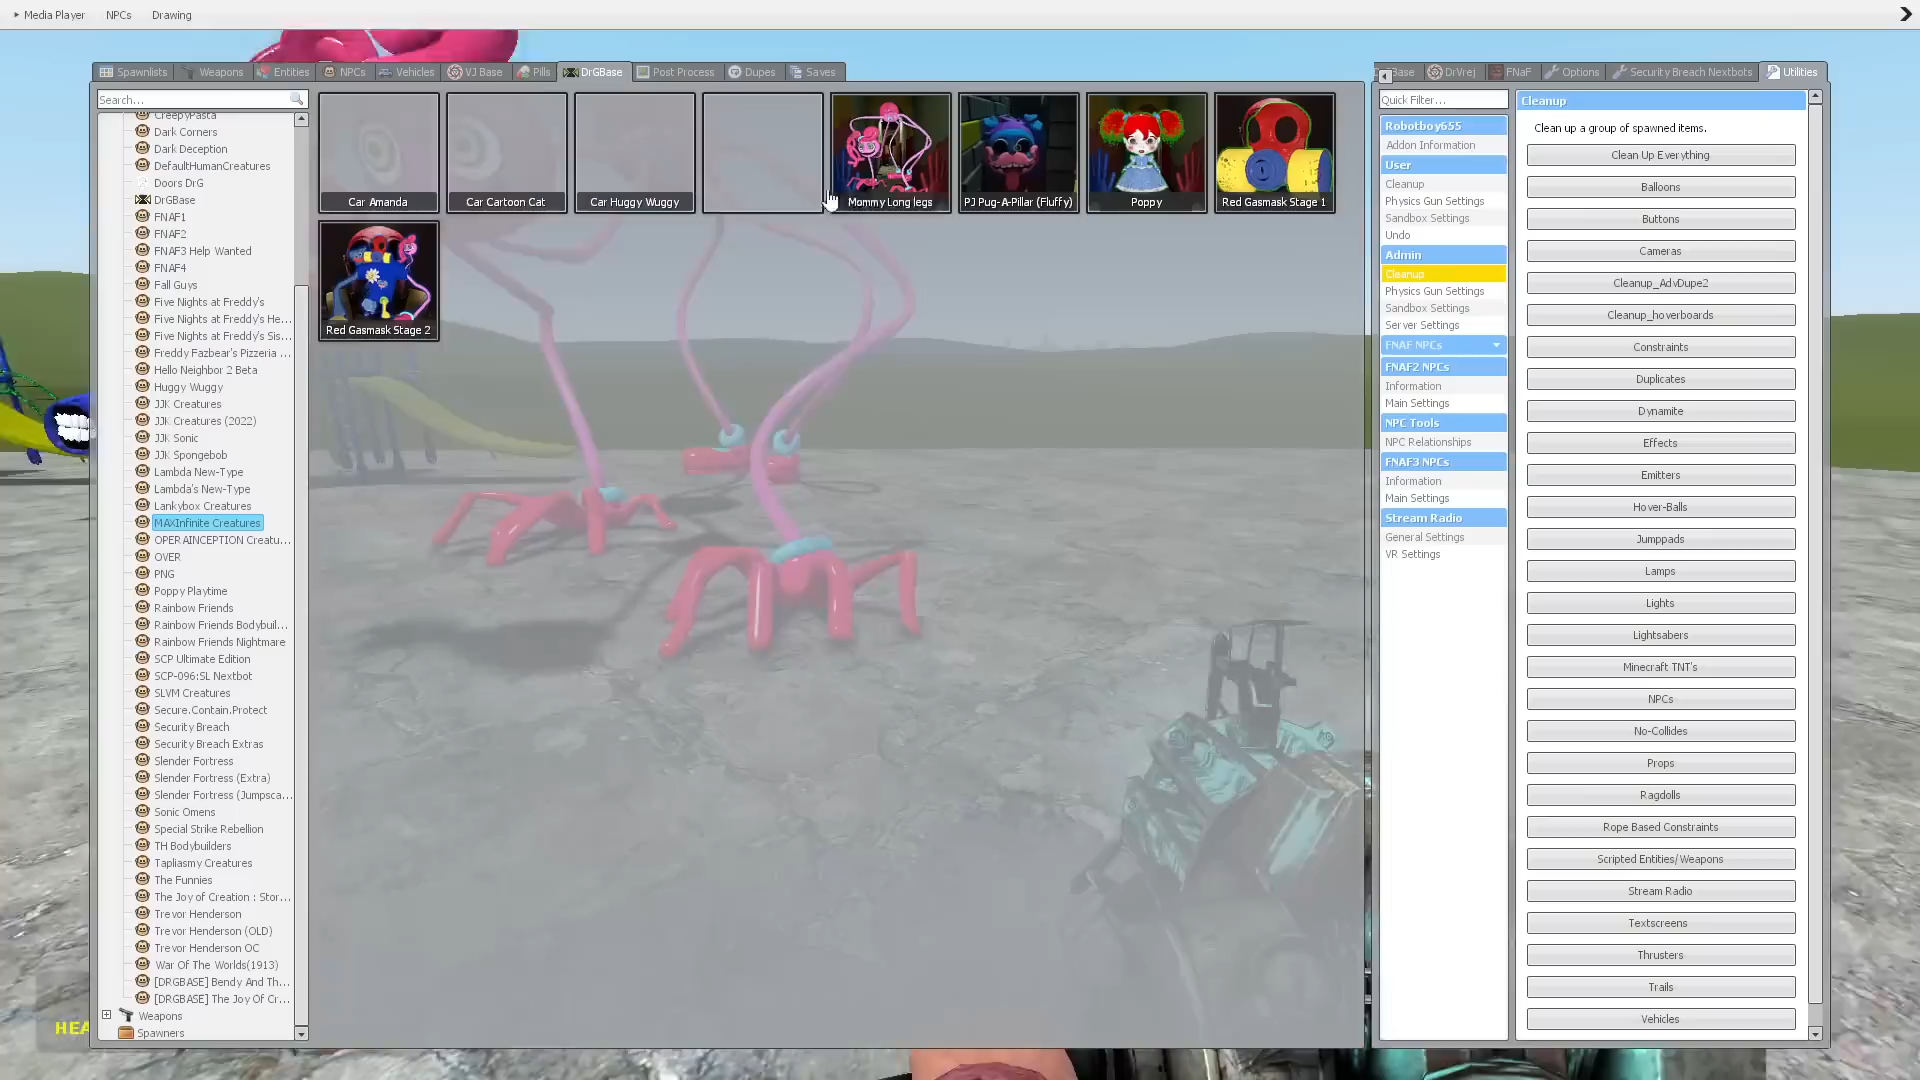 Media Player NPCs Drawing
Spawnlists Weapons Entities NPCs Vehicles VJ Base Pills DrGBase Post Process Dupes Saves
Search...
CreepyPasta
Dark Corners
Dark Deception
DefaultHumanCreatures
Doors DrG
DrGBase
FNAF1
FNAF2
FNAF3 Help Wanted
FNAF4
Fall Guys
Five Nights at Freddy's
Five Nights at Freddy's He...
Five Nights at Freddy's Sis...
Freddy Fazbear's Pizzeria ...
Hello Neighbor 2 Beta
Huggy Wuggy
JJK Creatures
JJK Creatures (2022)
JJK Sonic
JJK Spongebob
Lambda New-Type
Lambda's New-Type
Lankybox Creatures
MAXInfinite Creatures
OPERAINCEPTION Creatu...
OVER
PNG
Poppy Playtime
Rainbow Friends
Rainbow Friends Bodybuil...
Rainbow Friends Nightmare
SCP Ultimate Edition
SCP-096:SL Nextbot
SLVM Creatures
Secure.Contain.Protect
Security Breach
Security Breach Extras
Slender Fortress
Slender Fortress (Extra)
Slender Fortress (Jumpsca...
Sonic Omens
Special Strike Rebellion
TH Bodybuilders
Tapliasmy Creatures
The Funnies
The Joy of Creation : Stor...
Trevor Henderson
Trevor Henderson (OLD)
Trevor Henderson OC
War Of The Worlds(1913)
[DRGBASE] Bendy And Th...
[DRGBASE] The Joy Of Cr...
Weapons
Spawners
HEA
Car Amanda
Car Cartoon Cat
Car Huggy Wuggy
Mommy Long legs
PJ Pug-A-Pillar (Fluffy)
Poppy
Red Gasmask Stage 1
Red Gasmask Stage 2
Base DrVrej FNaF Options Security Breach Nextbots Utilities
Quick Filter...
Robotboy655
Addon Information
User
Cleanup
Physics Gun Settings
Sandbox Settings
Undo
Admin
Cleanup
Physics Gun Settings
Sandbox Settings
Server Settings
FNAF NPCs
FNAF2 NPCs
Information
Main Settings
NPC Tools
NPC Relationships
FNAF3 NPCs
Information
Main Settings
Stream Radio
General Settings
VR Settings
Cleanup
Clean up a group of spawned items.
Clean Up Everything
Balloons
Buttons
Cameras
Cleanup_AdvDupe2
Cleanup_hoverboards
Constraints
Duplicates
Dynamite
Effects
Emitters
Hover-Balls
Jumppads
Lamps
Lights
Lightsabers
Minecraft TNT's
NPCs
No-Collides
Props
Ragdolls
Rope Based Constraints
Scripted Entities/Weapons
Stream Radio
Textscreens
Thrusters
Trails
Vehicles